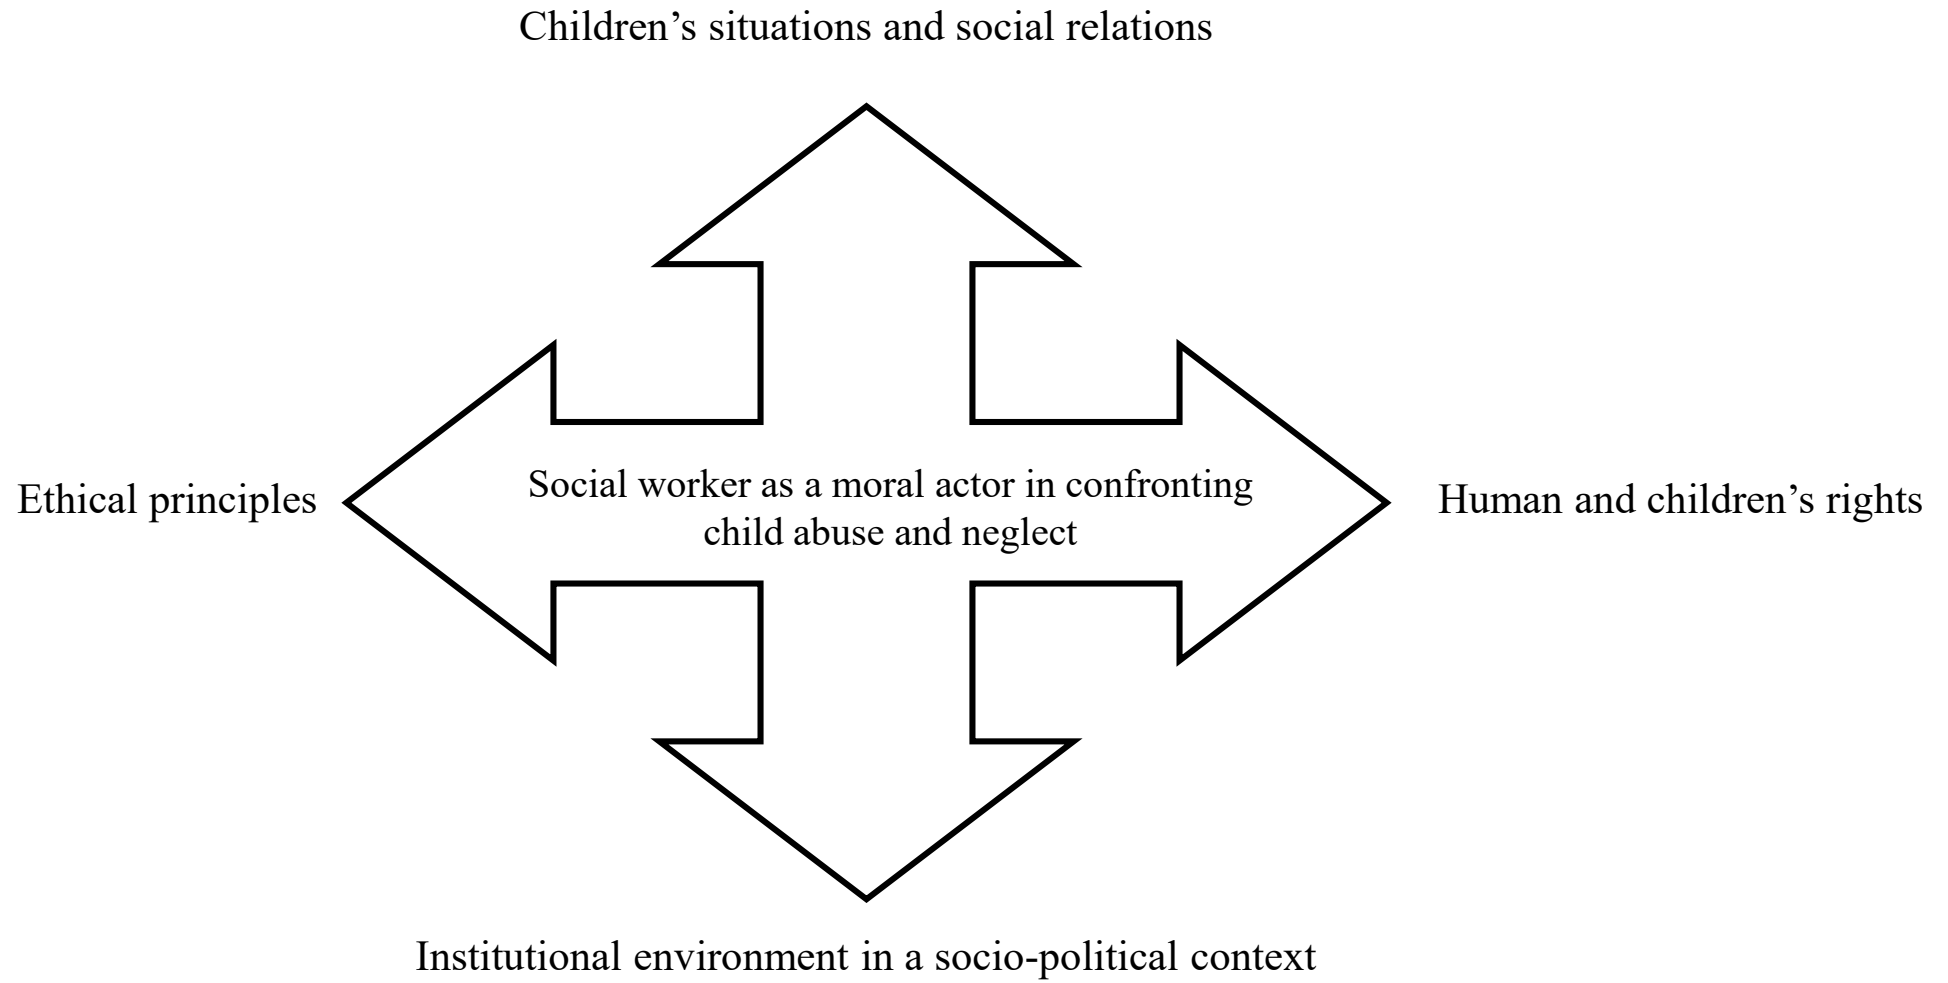 Children’s situations and social relations
Ethical principles
Social worker as a moral actor in confronting
child abuse and neglect
Human and children’s rights
Institutional environment in a socio-political context